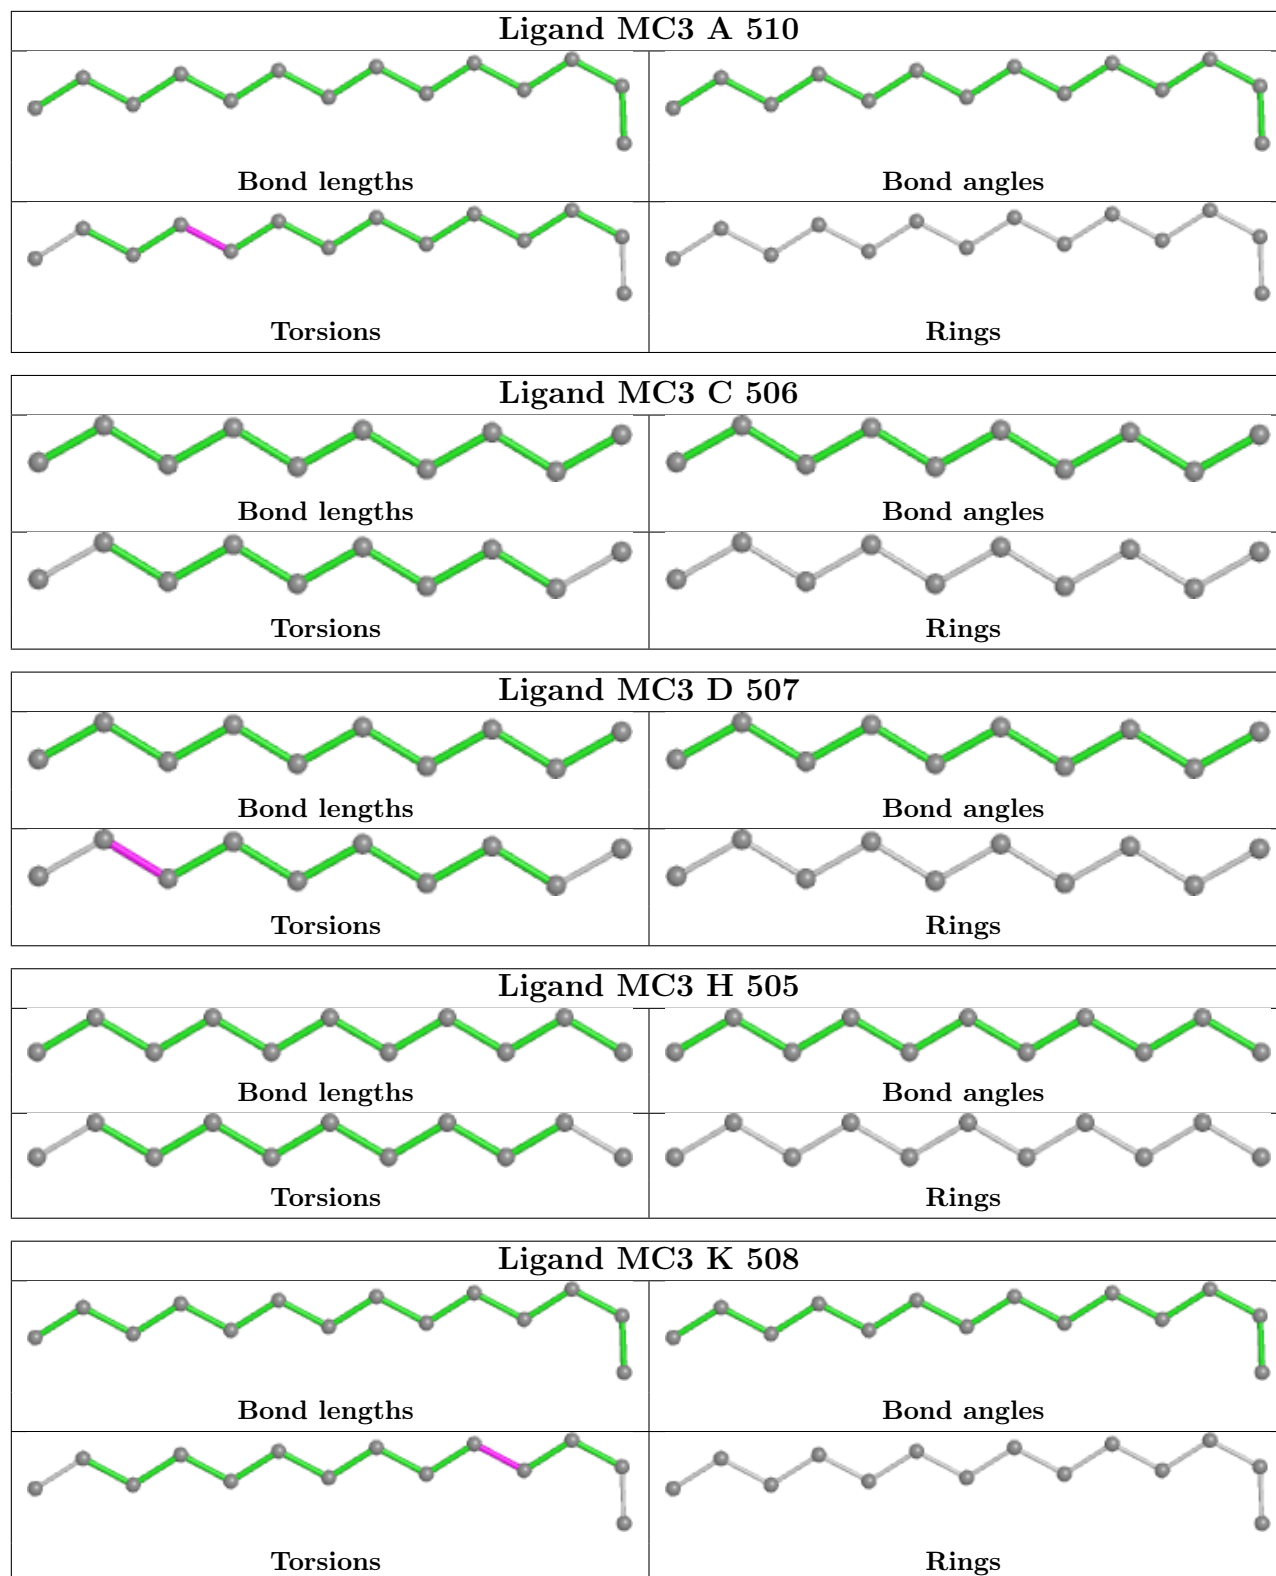 Ligand MC3 A 510
Bond lengths
Bond angles
Torsions
Rings
Ligand MC3 C 506
Bond lengths
Bond angles
Torsions
Rings
Ligand MC3 D 507
Bond lengths
Bond angles
Torsions
Rings
Ligand MC3 H 505
Bond lengths
Bond angles
Torsions
Rings
Ligand MC3 K 508
Bond lengths
Bond angles
Torsions
Rings